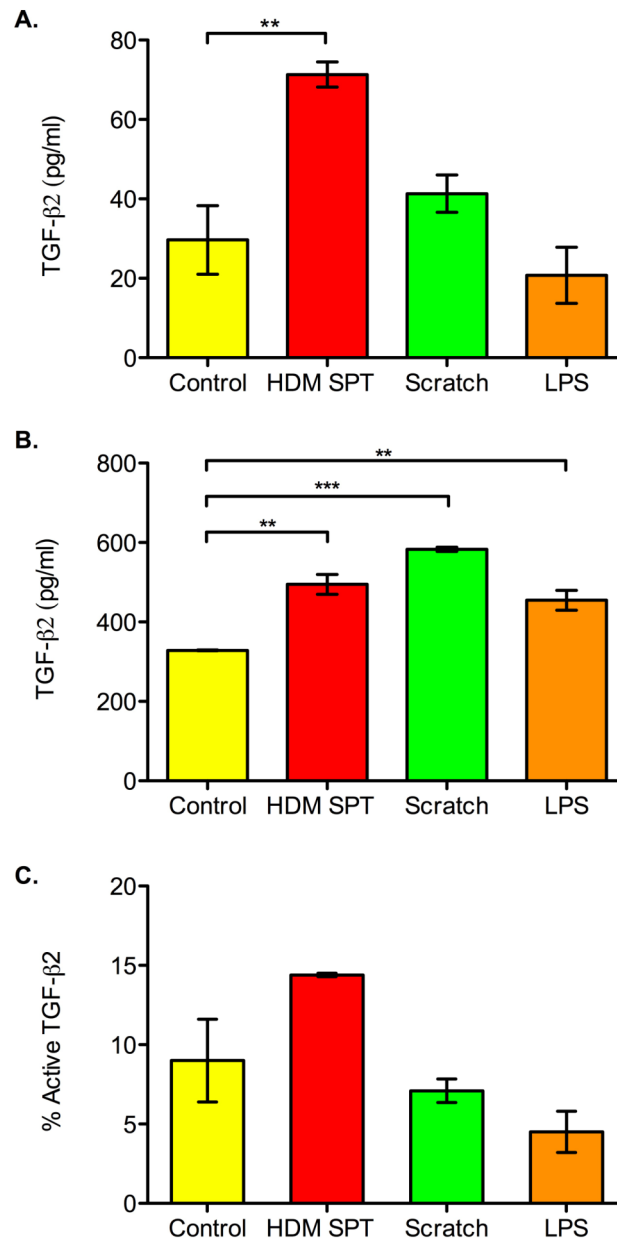 A.
**
80
60
40
20
0
TGF-β2 (pg/ml)
Control HDM SPT Scratch LPS
B.
**
***
**
800
600
400
200
0
TGF-β2 (pg/ml)
Control HDM SPT Scratch LPS
C.
20
15
10
5
0
% Active TGF-β2
Control HDM SPT Scratch LPS